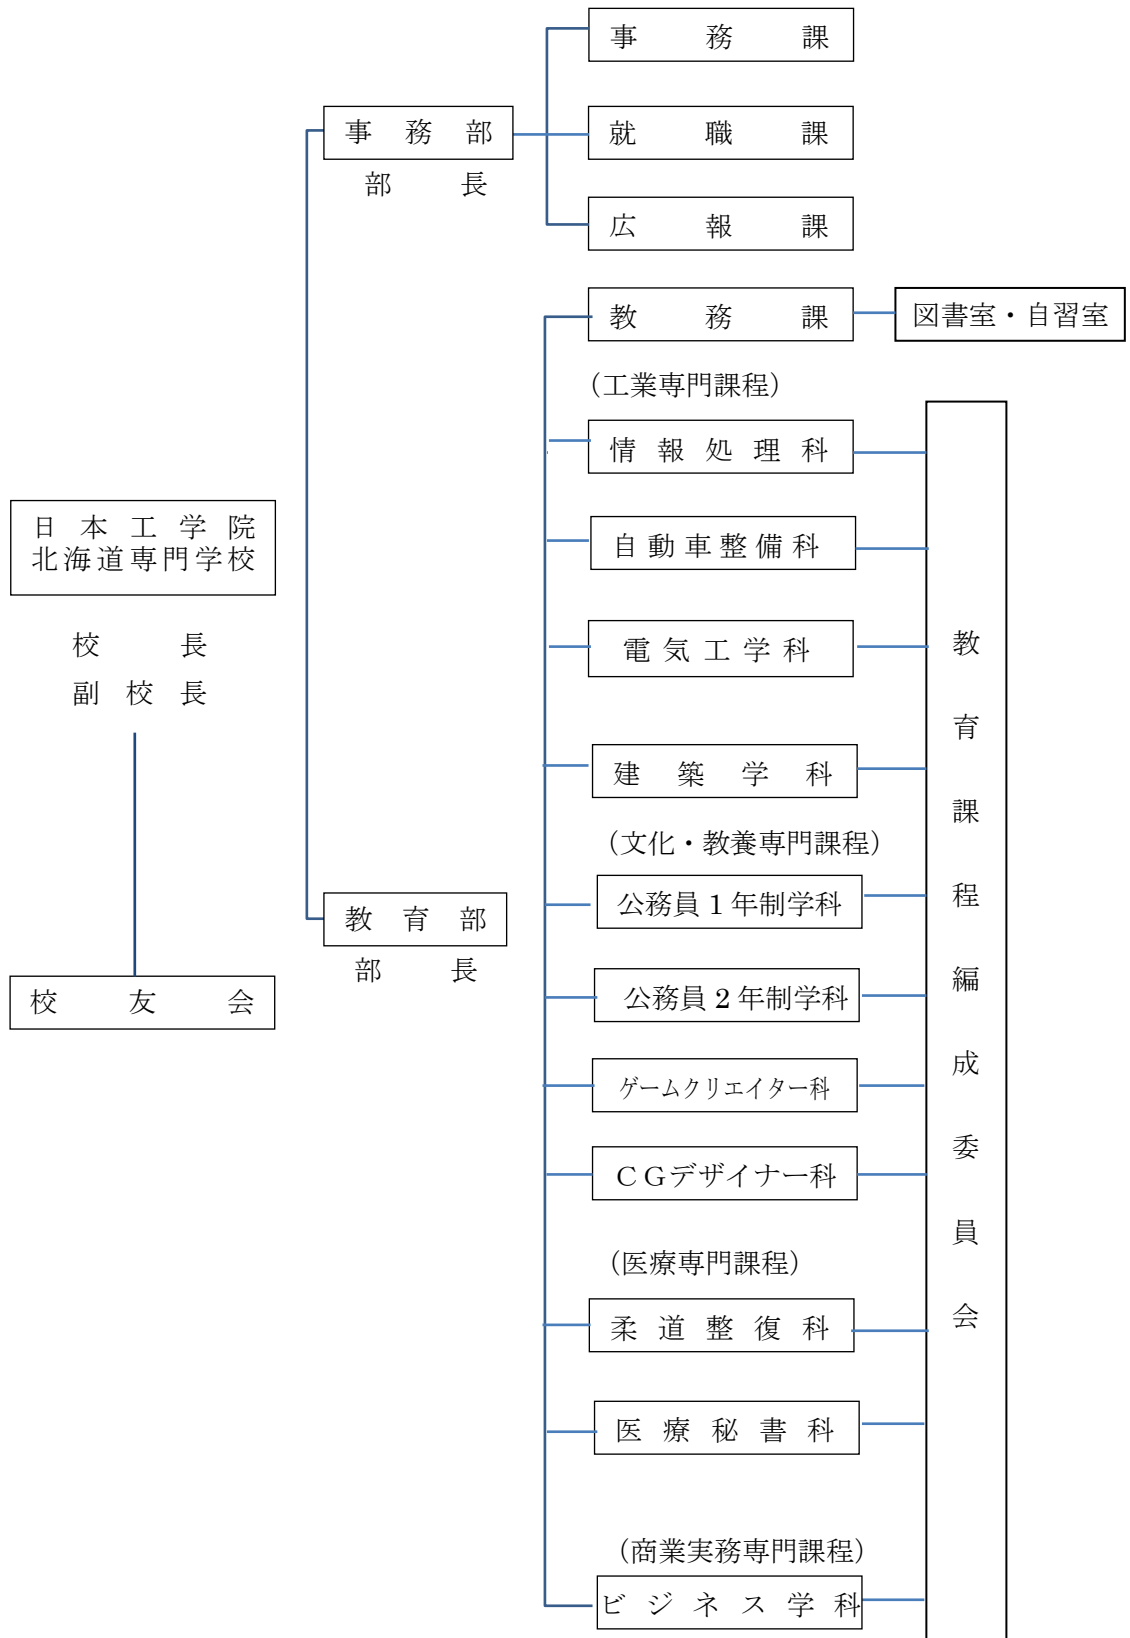 事務課
事務部
部長
就職課
広報課
教務課
図書室・自習室
(工業専門課程)
情報処理科
日本工学院
北海道専門学校
校長
副校長
校友会
自動車整備科
電気工学科
建築学科
(文化・教養専門課程)
教育部
部長
公務員1年制学科
公務員2年制学科
ゲームクリエイター科
CGデザイナー科
(医療専門課程)
柔道整復科
医療秘書科
(商業実務専門課程)
ビジネス学科
教育課程編成委員会